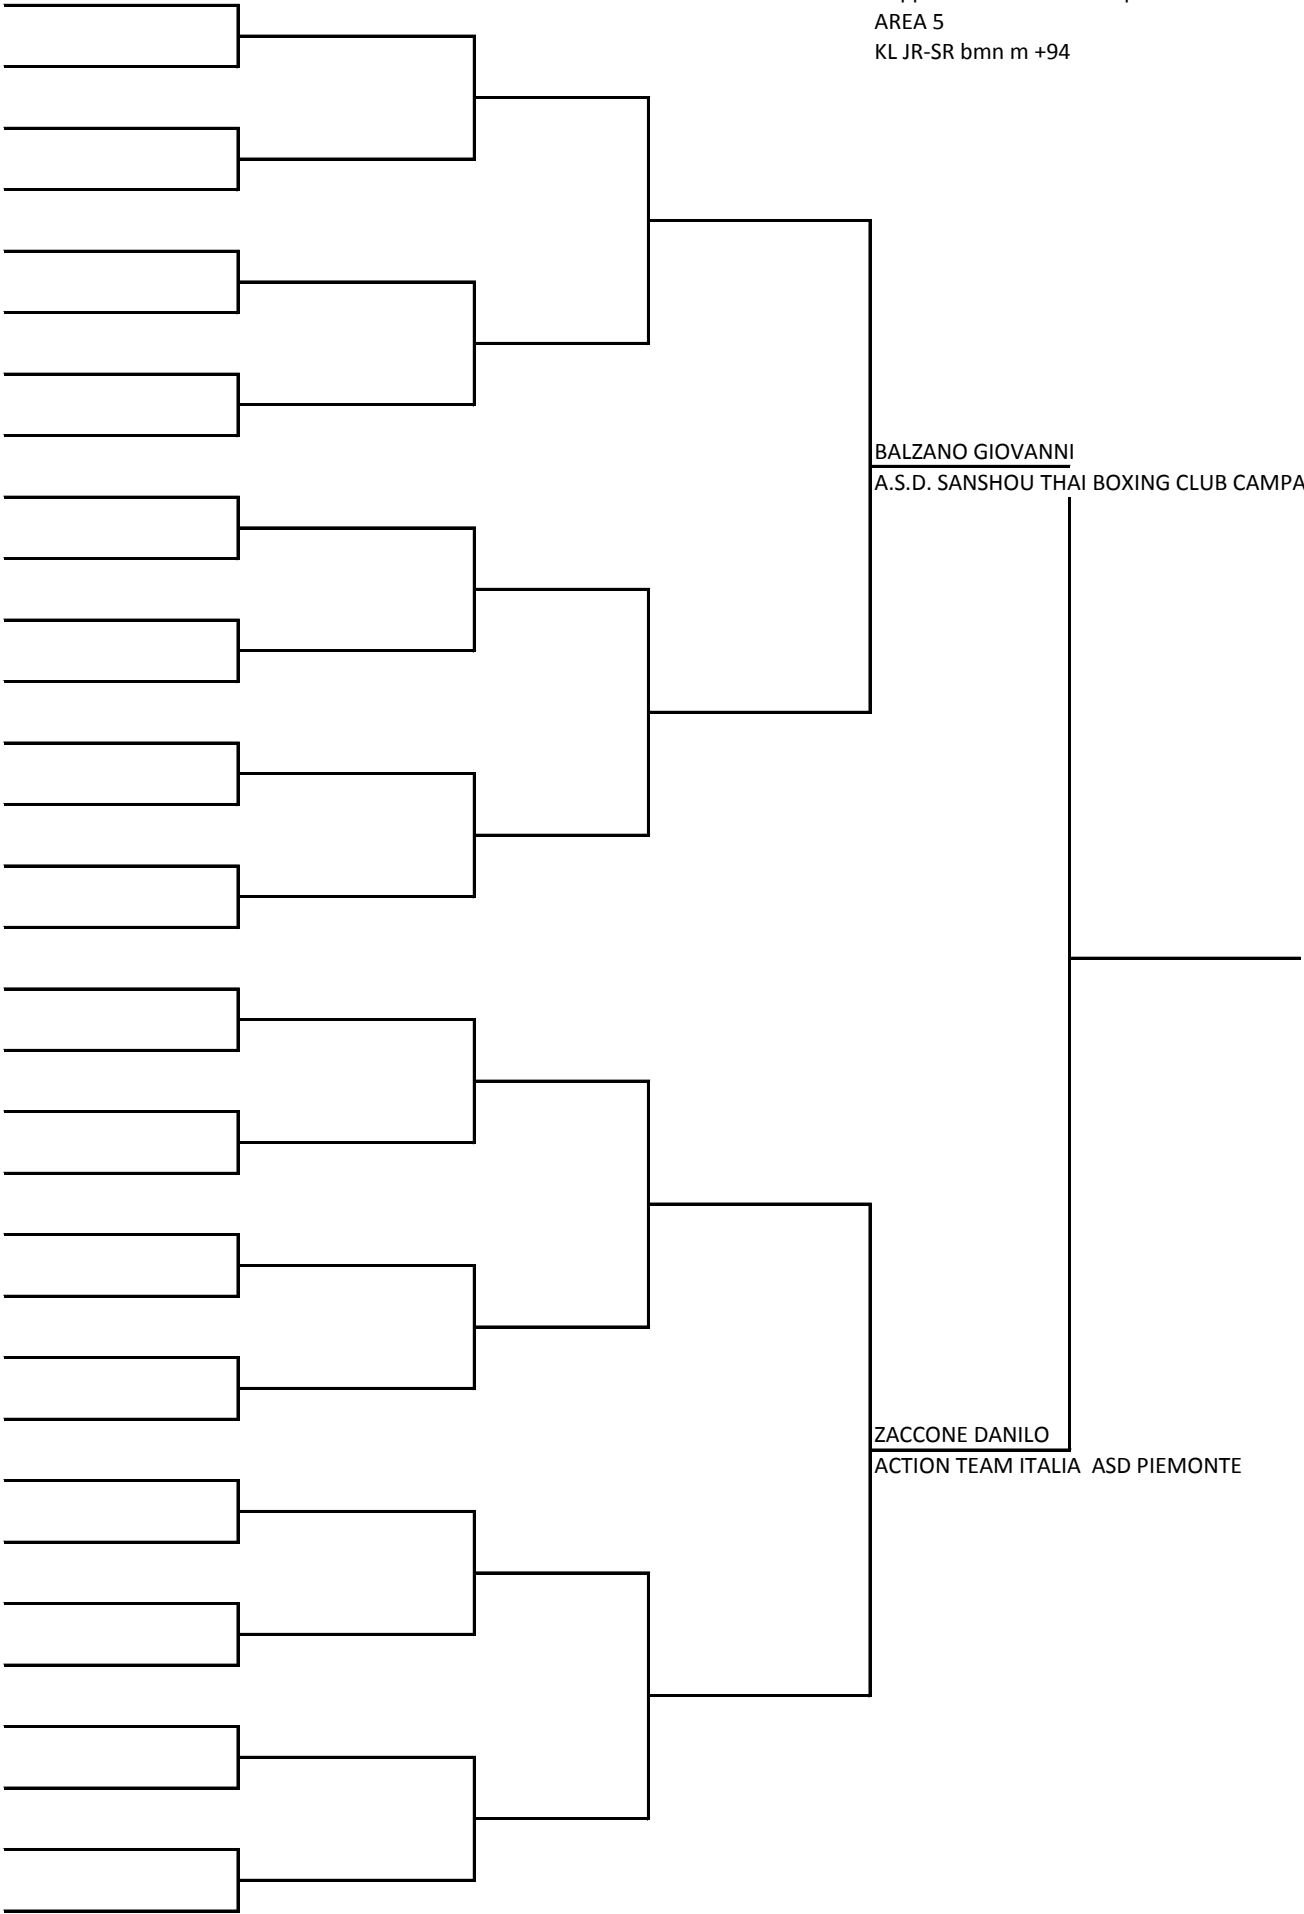 AREA 5
KL JR-SR bmn m +94
BALZANO GIOVANNI
A.S.D. SANSHOU THAI BOXING CLUB CAMPA
ZACCONE DANILO
ACTION TEAM ITALIA  ASD PIEMONTE